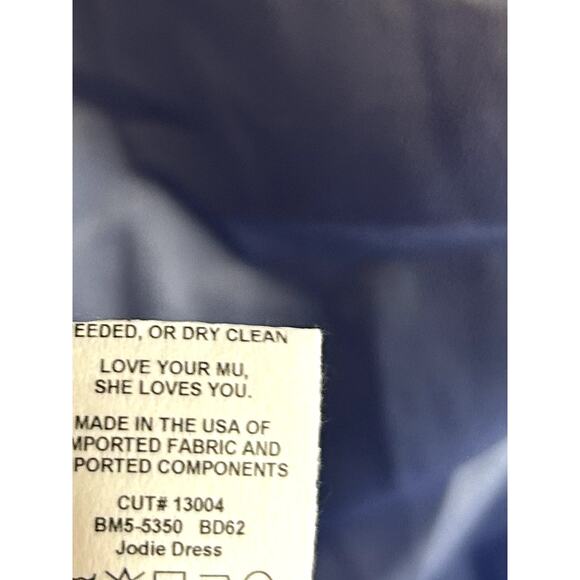 EEDED, OR DRY CLEAN
LOVE YOUR MU,
SHE LOVES YOU.
MADE IN THE USA OF
MPORTED FABRIC AND
PORTED COMPONENTS
CUT# 13004
BM5-5350 BD62
Jodie Dress